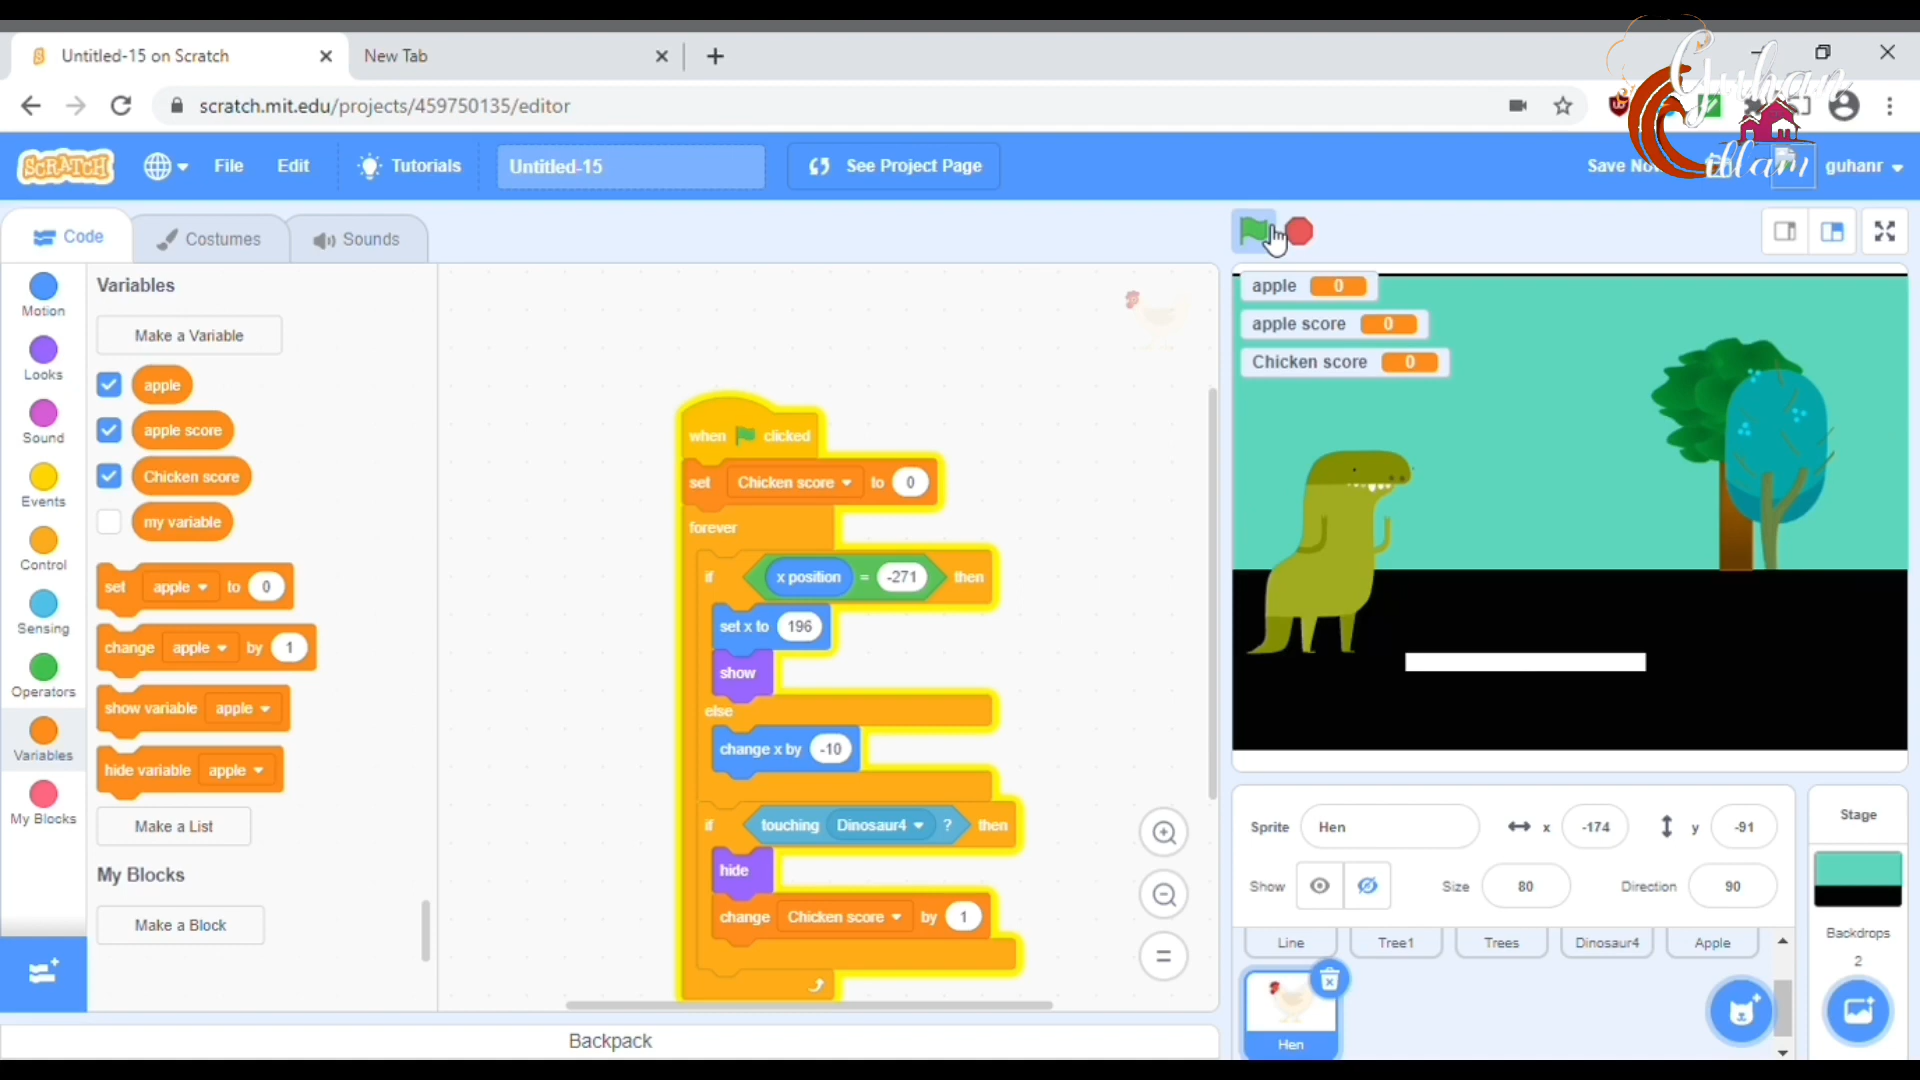 Untitled-15 on Scratch
New Tab
scratch.mit.edu/projects/459750135/editor
Guhan
illam
SCRATCH
File
Edit
Tutorials
Untitled-15
See Project Page
guhanr
Code
Costumes
Sounds
Motion
Looks
Sound
Events
Control
Sensing
Operators
Variables
My Blocks
Variables
Make a Variable
apple
apple score
Chicken score
my variable
set apple to 0
change apple by 1
show variable apple
hide variable apple
Make a List
My Blocks
Make a Block
when clicked
set Chicken score to 0
forever
if x position = -271 then
set x to 196
show
else
change x by -10
if touching Dinosaur4 ? then
hide
change Chicken score by 1
Backpack
apple 0
apple score 0
Chicken score 0
Sprite Hen x -174 y -91
Show Size 80 Direction 90
Line
Tree1
Trees
Dinosaur4
Apple
Hen
Stage
Backdrops
2